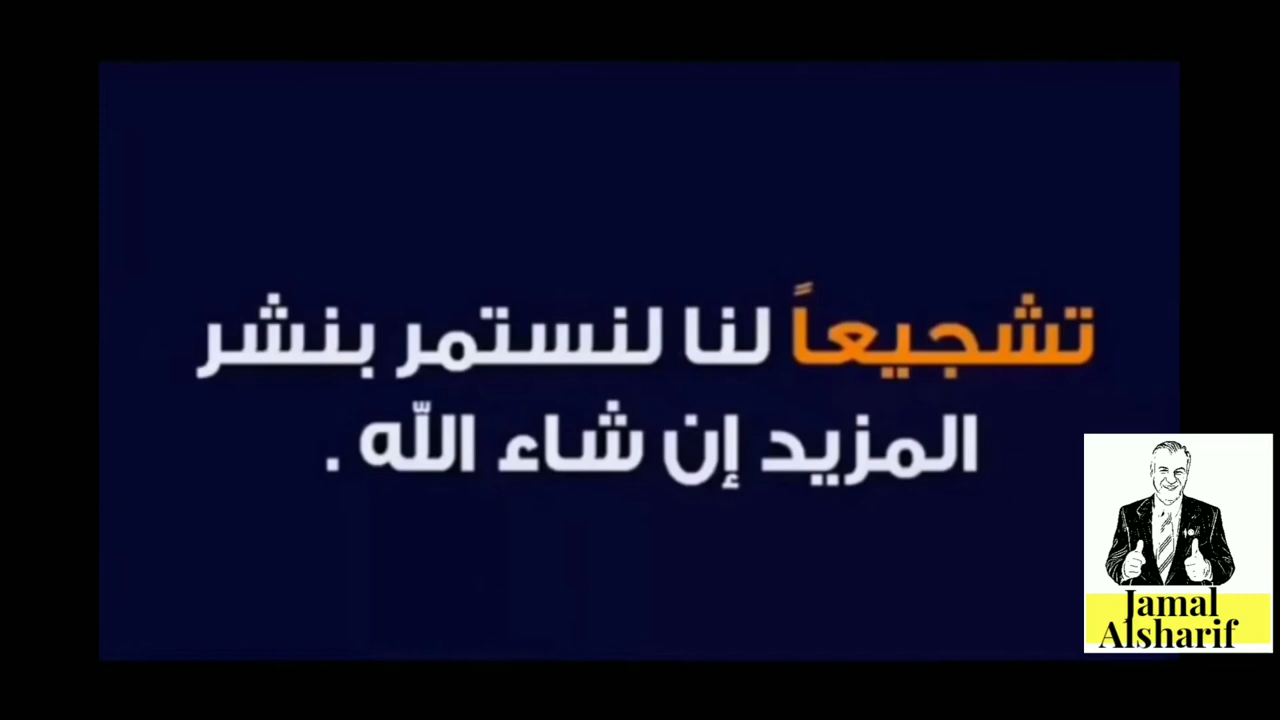 تشجيعاً لنا لنستمر بنشر
المزيد إن شاء الله .
Jamal
Alsharif